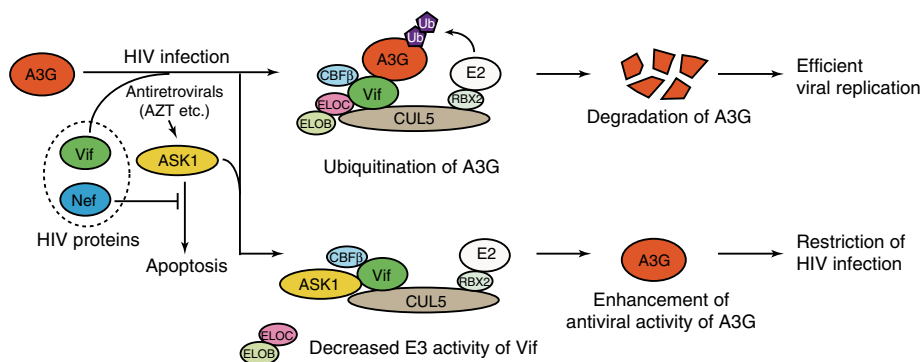 A3G
HIV infection
Antiretrovirals
(AZT etc.)
Vif
ASK1
Nef
HIV proteins
Apoptosis
Ub
Ub
A3G
E2
CBFβ
Vif
ELOC
RBX2
ELOB
CUL5
Ubiquitination of A3G
Degradation of A3G
Efficient
viral replication
CBFβ
Vif
E2
ASK1
RBX2
CUL5
ELOC
ELOB
Decreased E3 activity of Vif
A3G
Enhancement of
antiviral activity of A3G
Restriction of
HIV infection